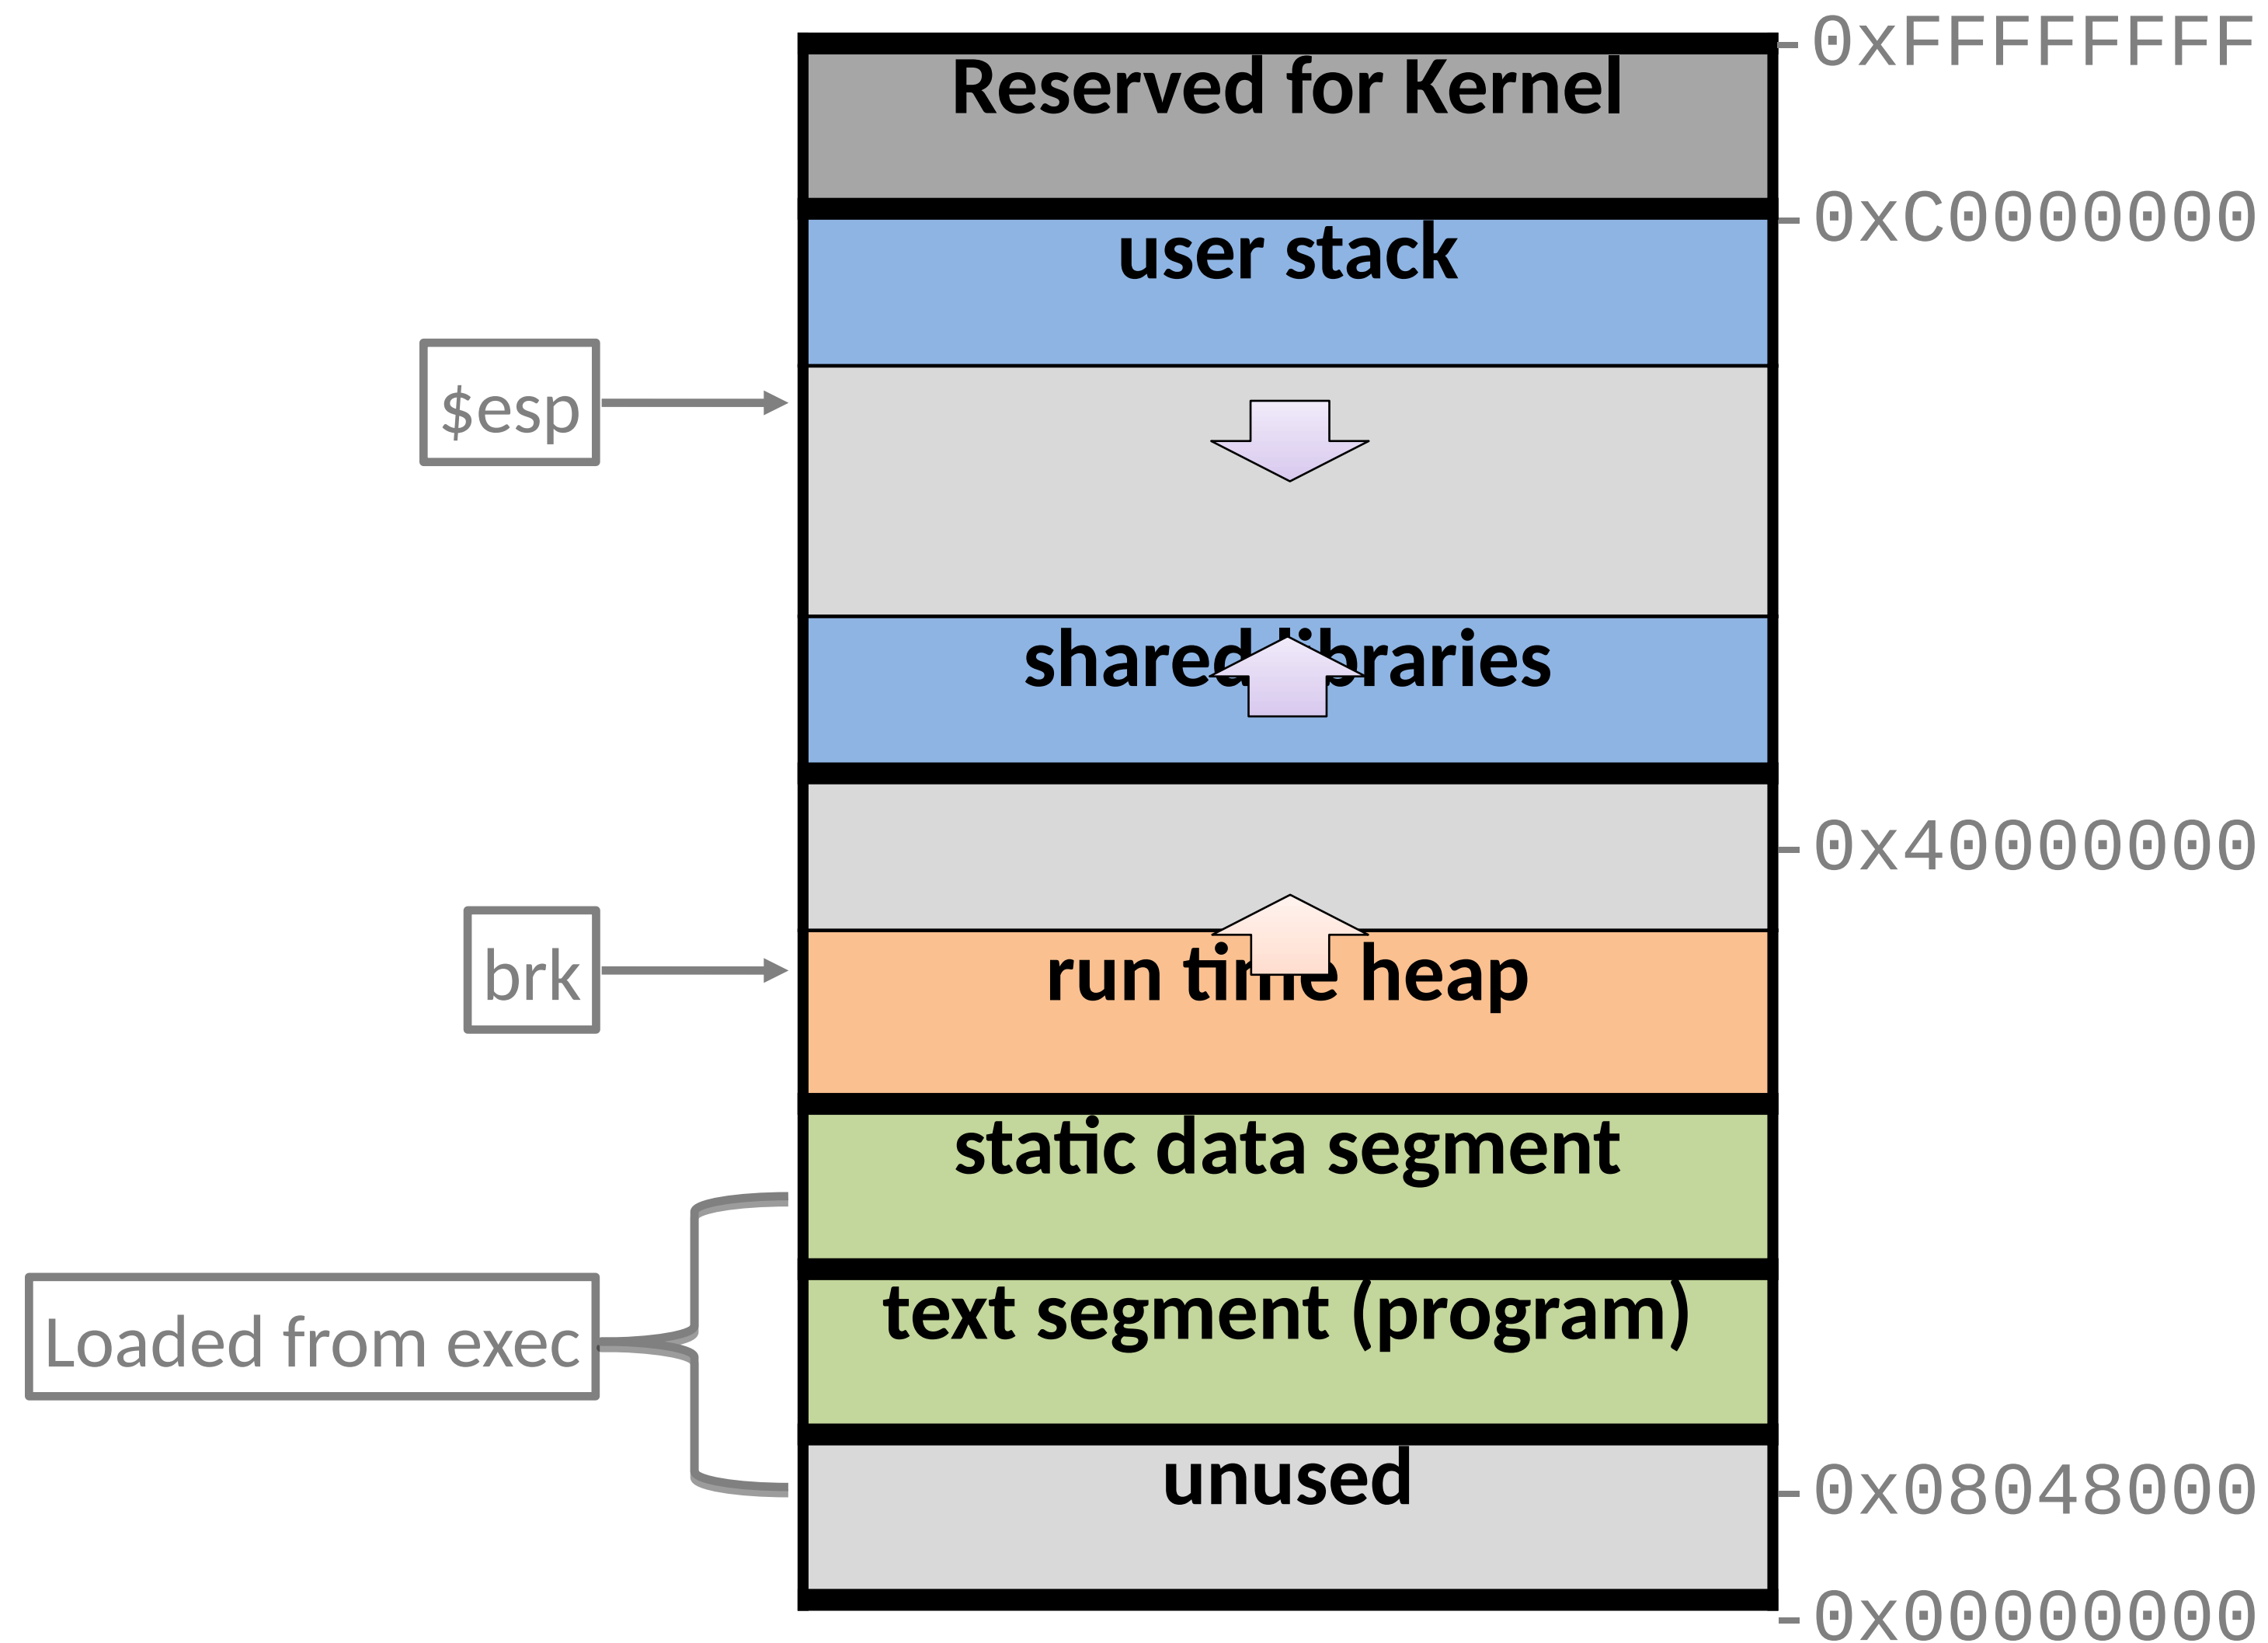 0xFFFFFFFF
Reserved for Kernel
0xC0000000
user stack
$esp
shared libraries
0x40000000
brk
run time heap
static data segment
text segment(program)
Loaded from exec
unused
0x08048000
0x00000000